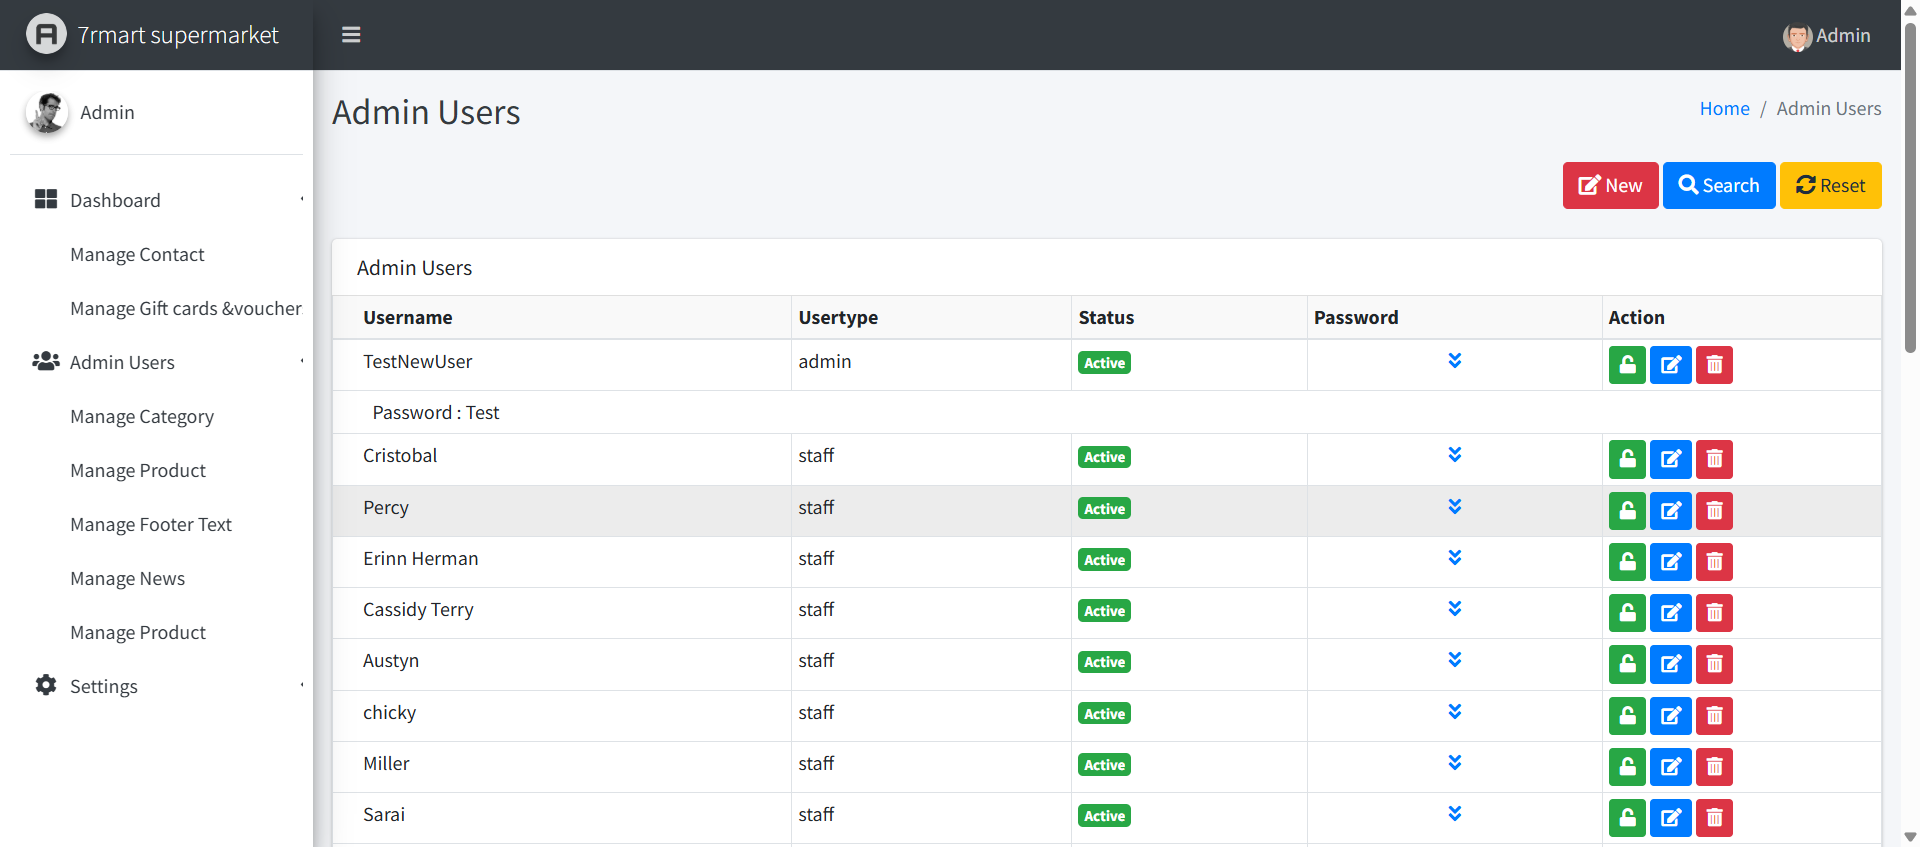 7rmart supermarket
Admin
Admin
Dashboard
Manage Contact
Manage Gift cards &voucher
Admin Users
Manage Category
Manage Product
Manage Footer Text
Manage News
Manage Product
Settings
Admin Users
Home / Admin Users
New Search Reset
Admin Users
Username Usertype Status Password Action
TestNewUser admin Active
Password : Test
Cristobal staff Active
Percy staff Active
Erinn Herman staff Active
Cassidy Terry staff Active
Austyn staff Active
chicky staff Active
Miller staff Active
Sarai staff Active